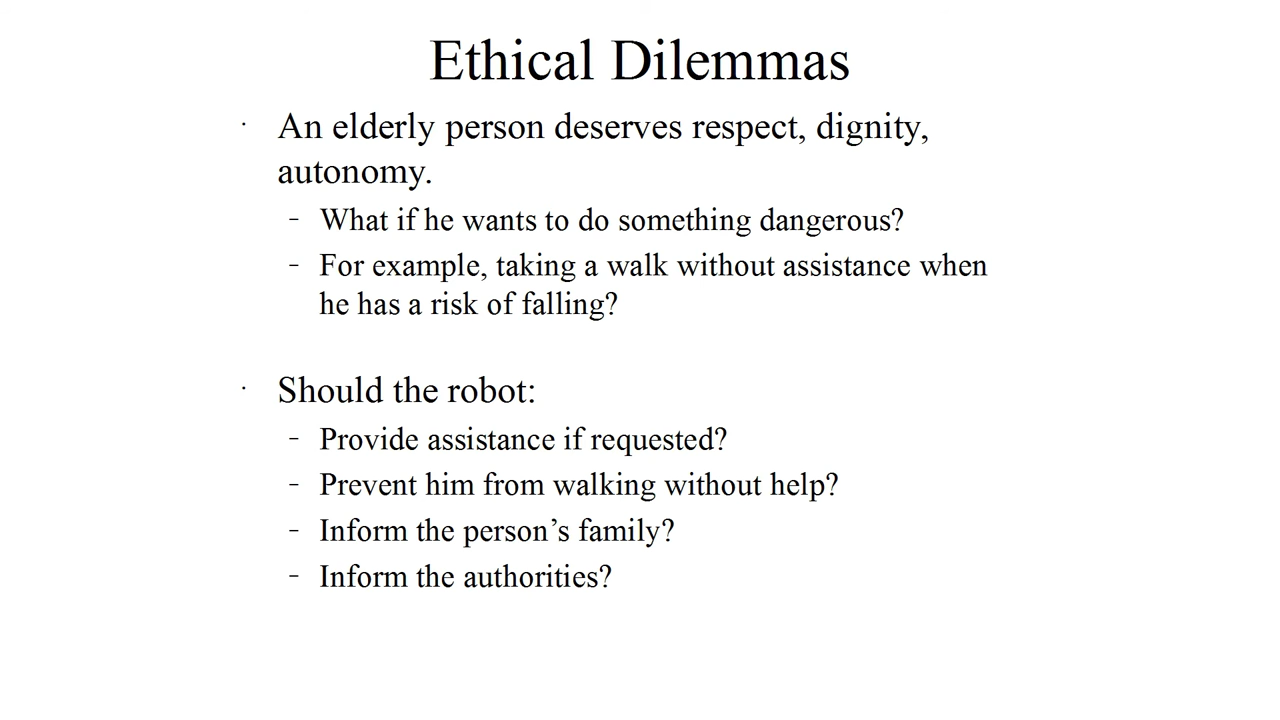 Ethical Dilemmas
· An elderly person deserves respect, dignity,
autonomy.
– What if he wants to do something dangerous?
– For example, taking a walk without assistance when
he has a risk of falling?
· Should the robot:
– Provide assistance if requested?
– Prevent him from walking without help?
– Inform the person’s family?
– Inform the authorities?